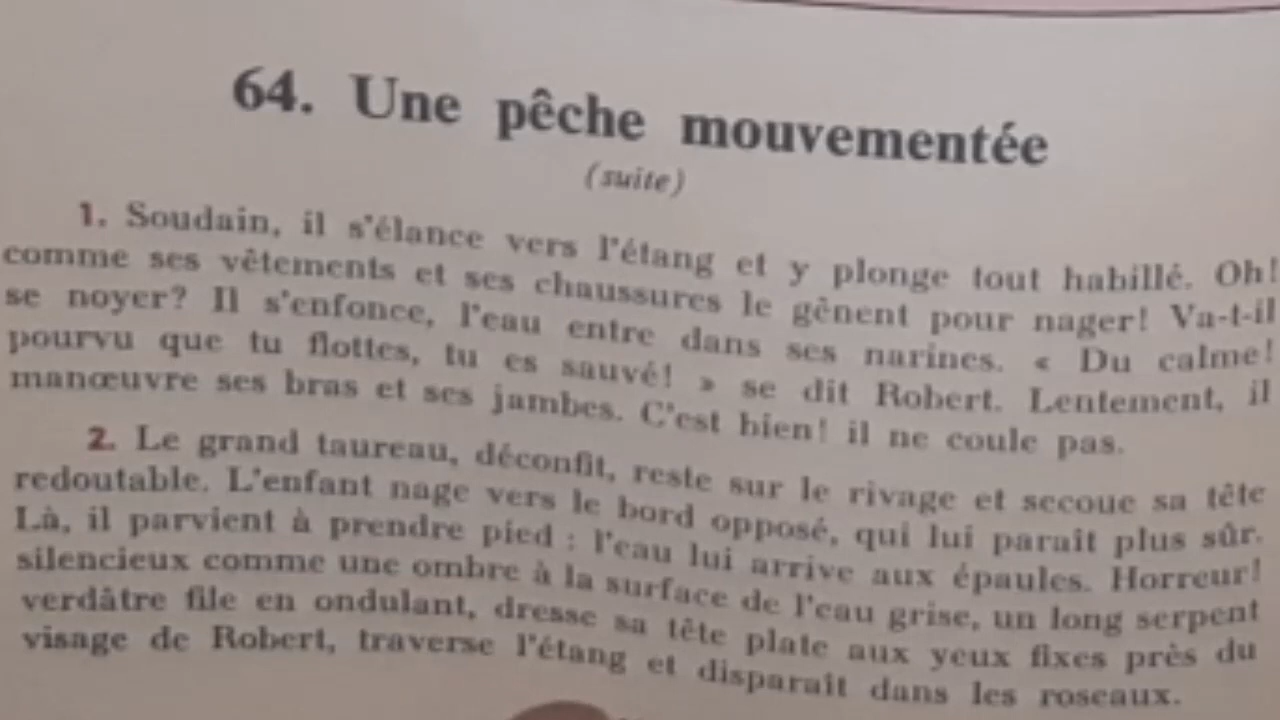 64. Une pêche mouvementée
(suite)
1. Soudain, il s'élance vers l'étang et y plonge tout habillé. Oh!
comme ses vêtements et ses chaussures le gênent pour nager! Va-t-il
se noyer? Il s'enfonce, l'eau entre dans ses narines. « Du calme!
pourvu que tu flottes, tu es sauvé! » se dit Robert. Lentement, il
manœuvre ses bras et ses jambes. C'est bien! il ne coule pas.
2. Le grand taureau, déconfit, reste sur le rivage et secoue sa tête
redoutable. L'enfant nage vers le bord opposé, qui lui paraît plus sûr.
Là, il parvient à prendre pied : l'eau lui arrive aux épaules. Horreur!
silencieux comme une ombre à la surface de l'eau grise, un long serpent
verdâtre file en ondulant, dresse sa tête plate aux yeux fixes près du
visage de Robert, traverse l'étang et disparaît dans les roseaux.